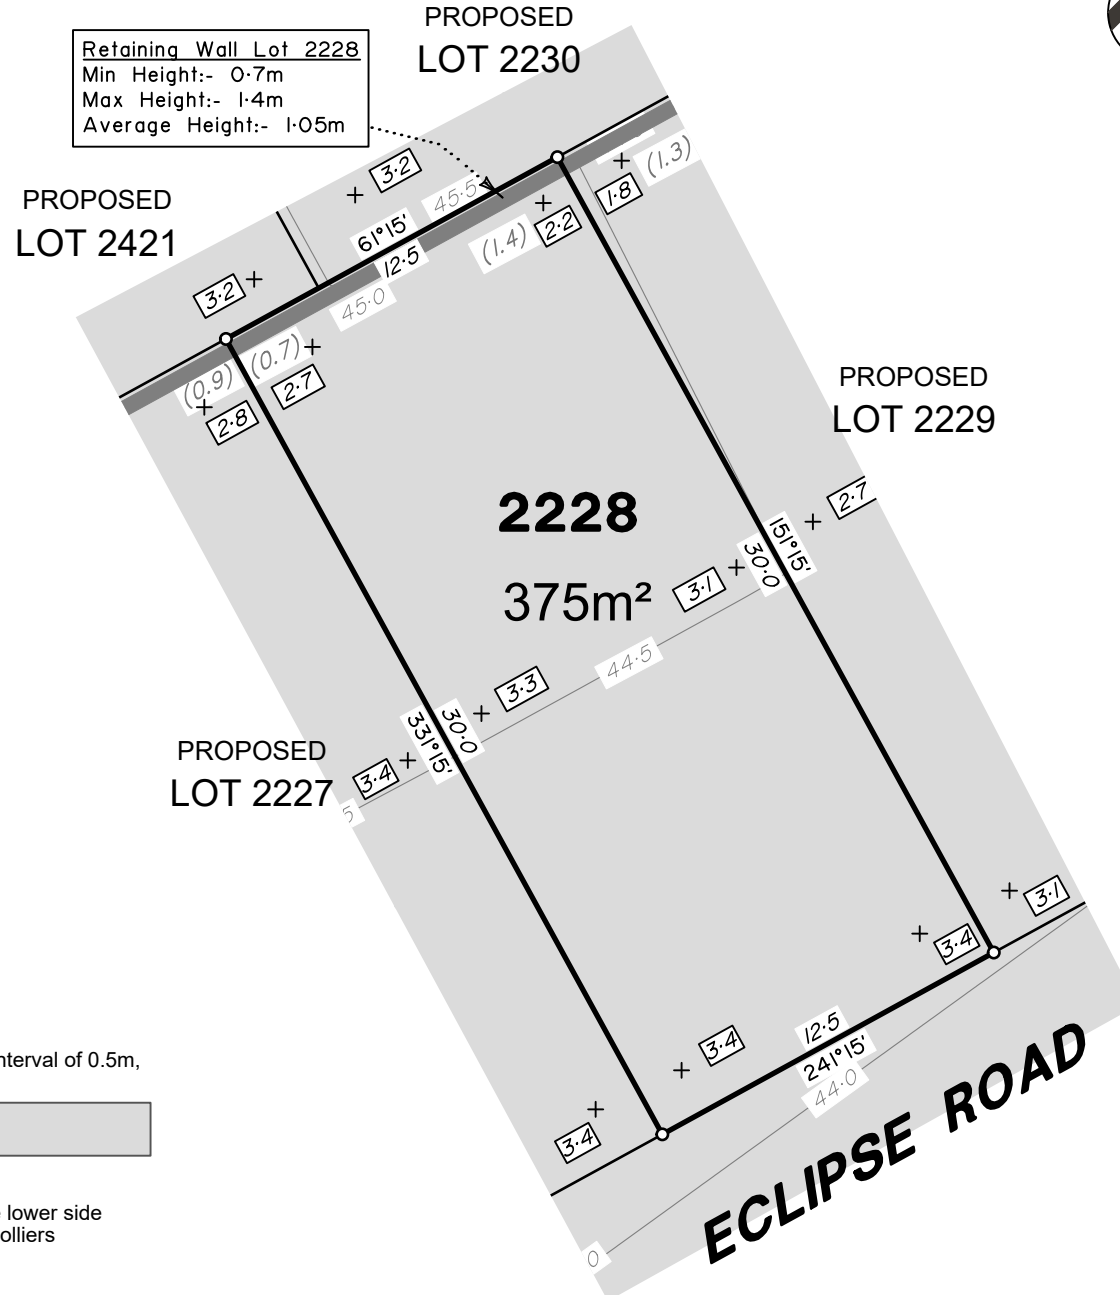 PROPOSED
LOT 2230
Retaining Wall Lot 2228
Min Height:- 0·7m
Max Height:- 1·4m
Average Height:- 1·05m
PROPOSED
LOT 2421
3·2
45·5
61°15'
12·5
45·0
(1.4)
2·2
1·8
(1.3)
3·2
(0.9)
(0.7)
2·7
2·8
PROPOSED
LOT 2229
2228
375m²
2·7
151°15'
30·0
3·1
44·5
3·3
30·0
331°15'
3·4
5
PROPOSED
LOT 2227
3·1
3·4
3·4
12·5
241°15'
44·0
3·4
ECLIPSE ROAD
0
nterval of 0.5m,
lower side
olliers